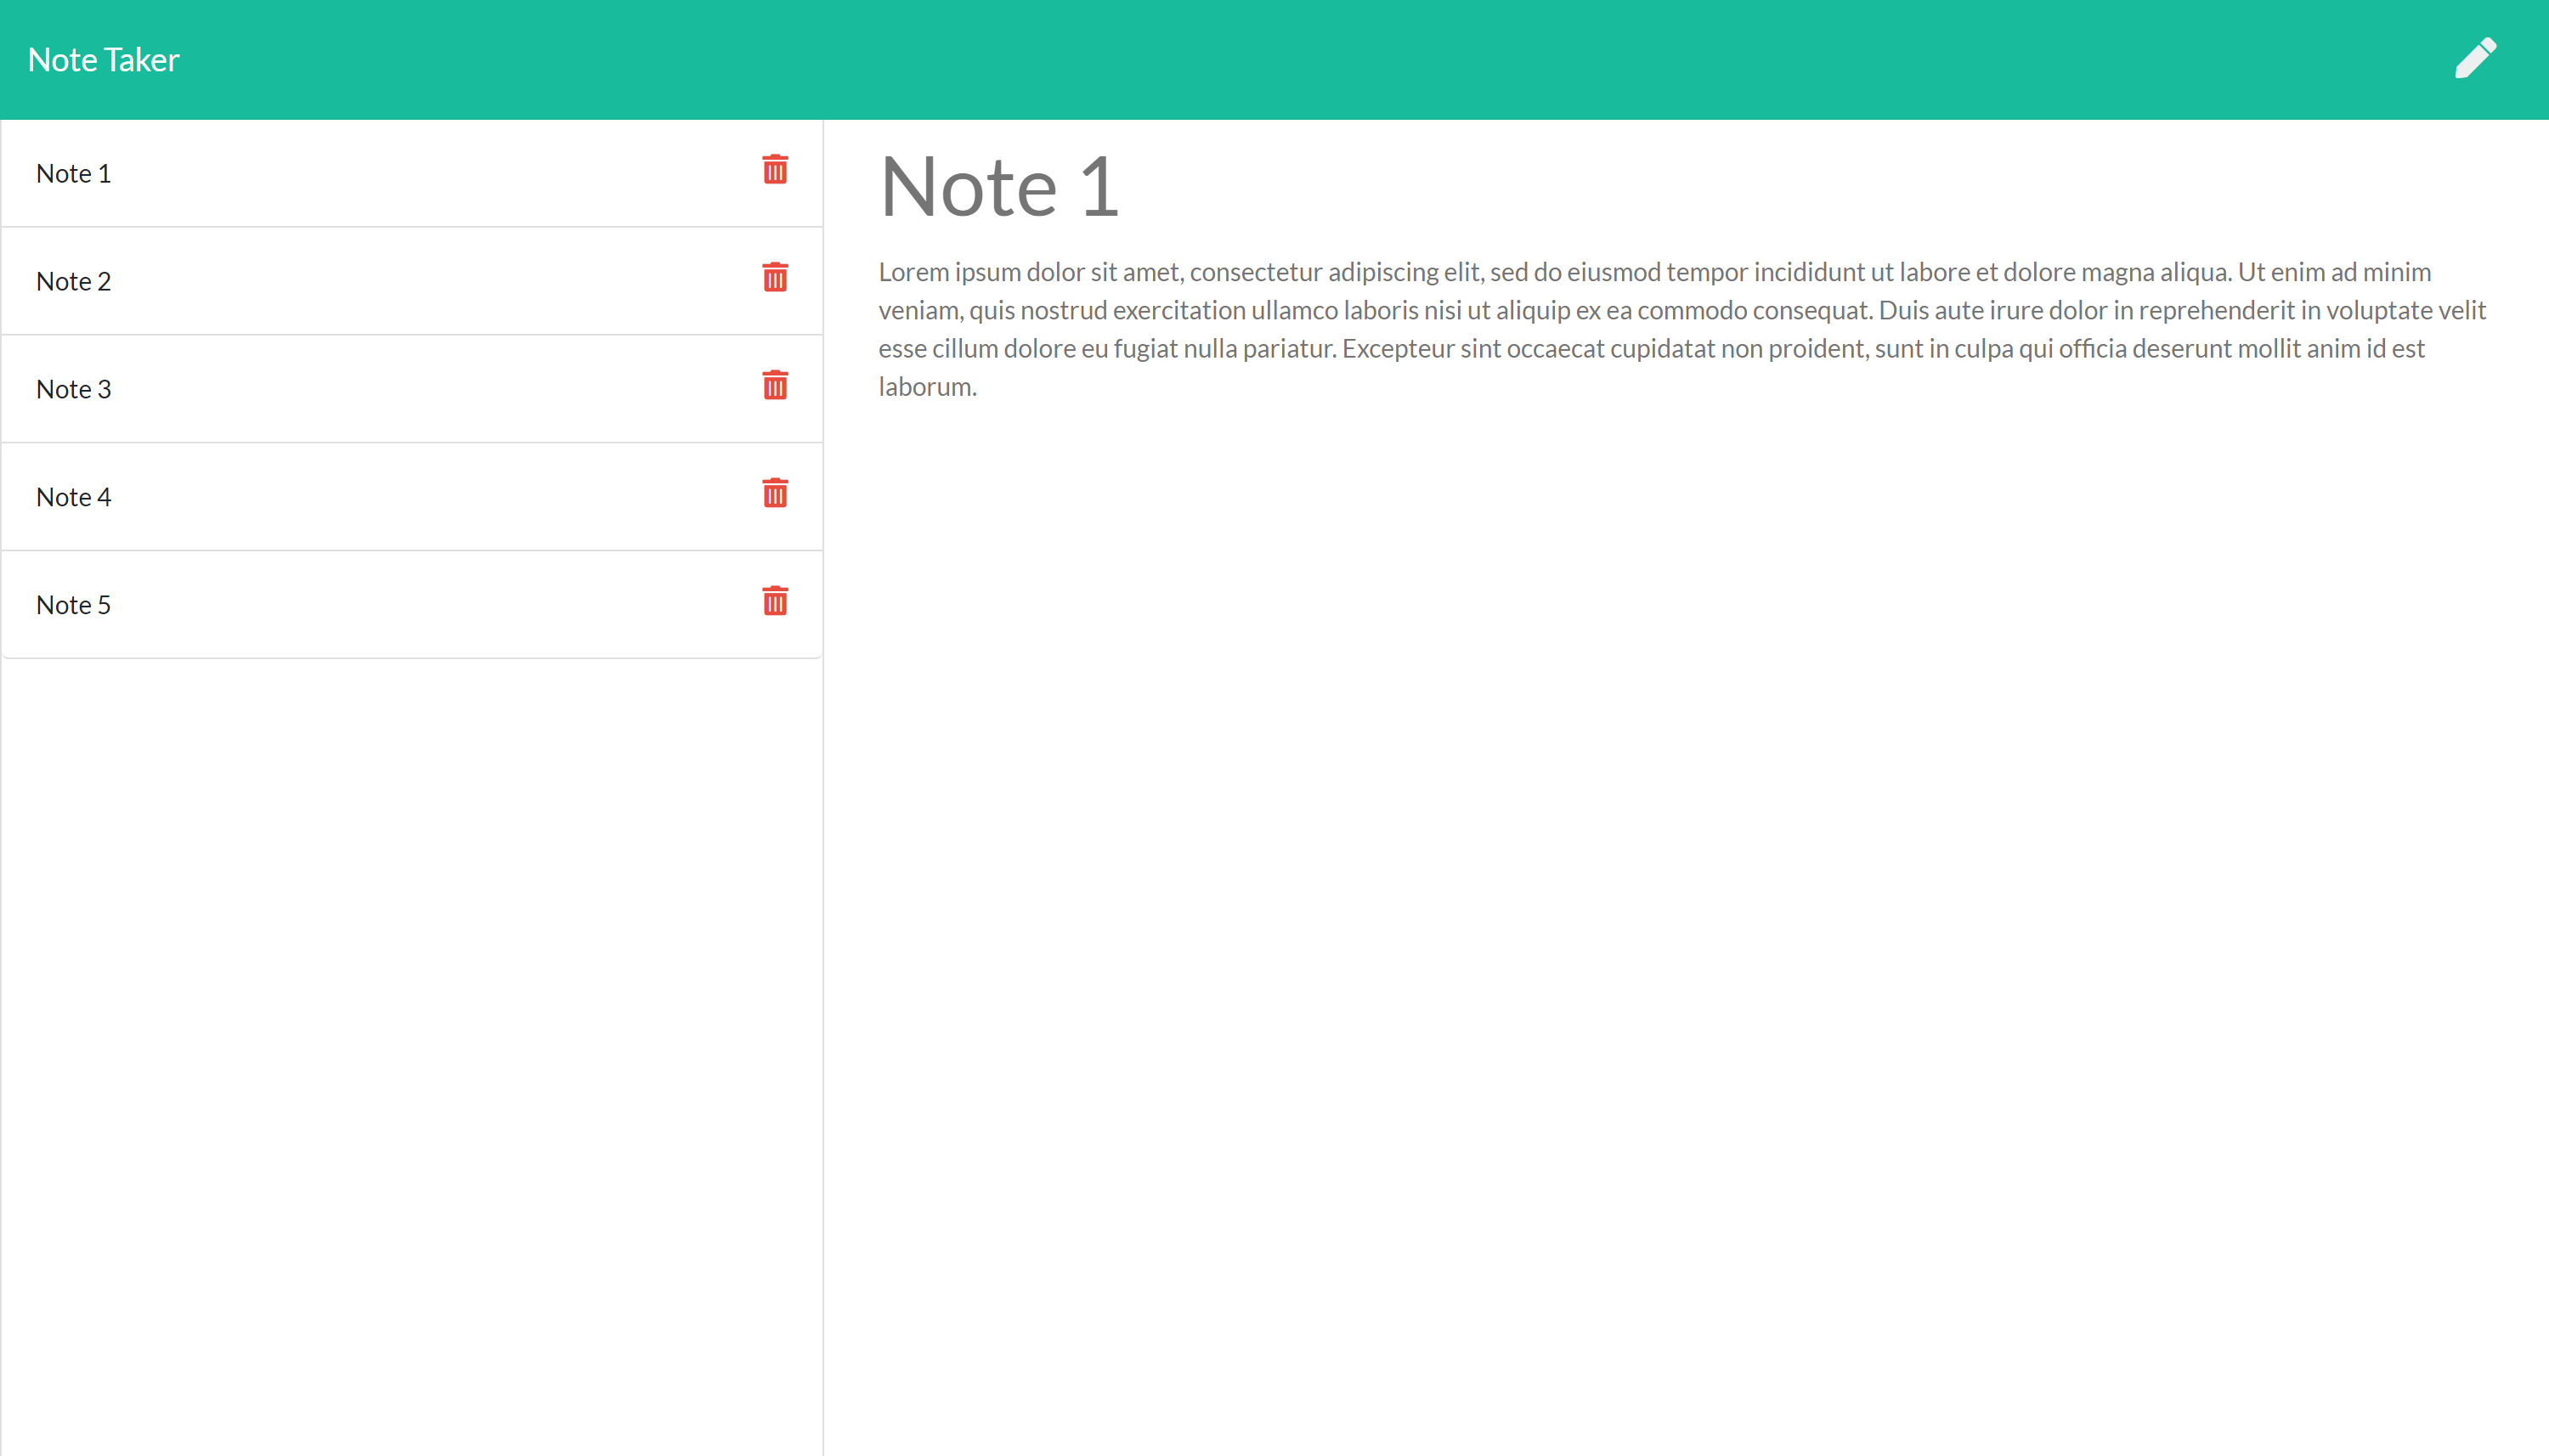 Note Taker
Note 1
Note 2
Note 3
Note 4
Note 5
Note 1
Lorem ipsum dolor sit amet, consectetur adipiscing elit, sed do eiusmod tempor incididunt ut labore et dolore magna aliqua. Ut enim ad minim
veniam, quis nostrud exercitation ullamco laboris nisi ut aliquip ex ea commodo consequat. Duis aute irure dolor in reprehenderit in voluptate velit
esse cillum dolore eu fugiat nulla pariatur. Excepteur sint occaecat cupidatat non proident, sunt in culpa qui officia deserunt mollit anim id est
laborum.